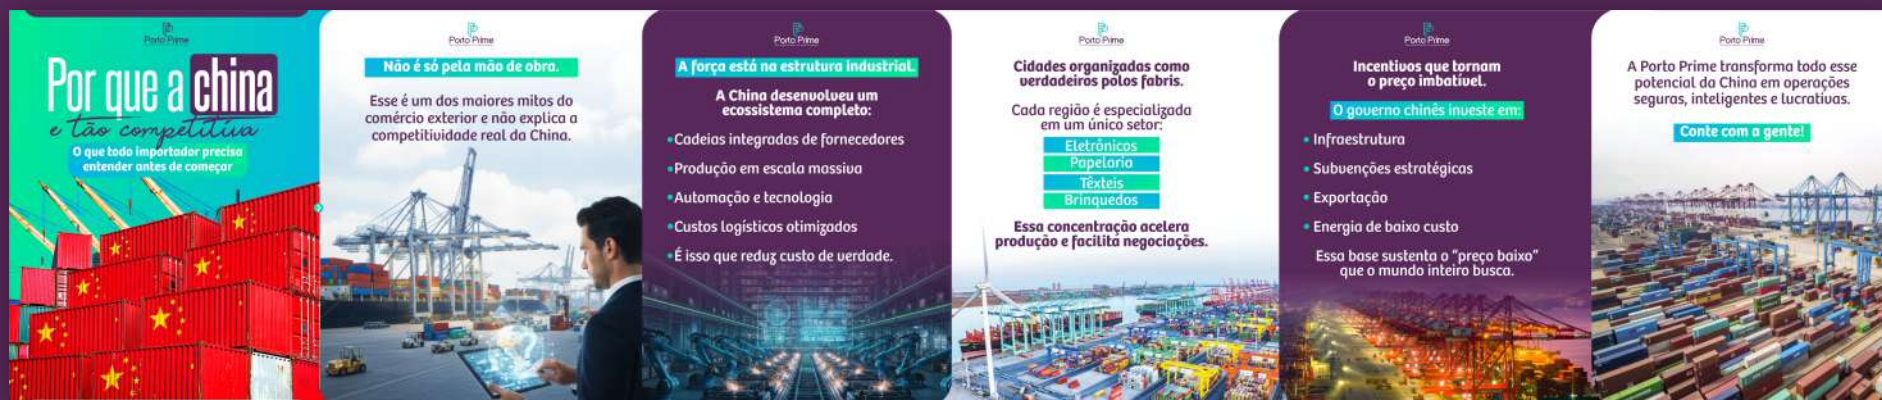 Porto Prime
Por que a china
e tão competitiva
O que todo importador precisa
entender antes de começar
Porto Prime
Não é só pela mão de obra.
Esse é um dos maiores mitos do
comércio exterior e não explica a
competitividade real da China.
Porto Prime
A força está na estrutura industrial.
A China desenvolveu um
ecossistema completo:
•Cadeias integradas de fornecedores
•Produção em escala massiva
•Automação e tecnologia
•Custos logísticos otimizados
•É isso que reduz custo de verdade.
Porto Prime
Cidades organizadas como
verdadeiros polos fabris.
Cada região é especializada
em um único setor:
Eletrônicos
Papelaria
Têxteis
Brinquedos
Essa concentração acelera
produção e facilita negociações.
Porto Prime
Incentivos que tornam
o preço imbatível.
O governo chinês investe em:
• Infraestrutura
• Subvenções estratégicas
• Exportação
• Energia de baixo custo
Essa base sustenta o "preço baixo"
que o mundo inteiro busca.
Porto Prime
A Porto Prime transforma todo esse
potencial da China em operações
seguras, inteligentes e lucrativas.
Conte com a gente!